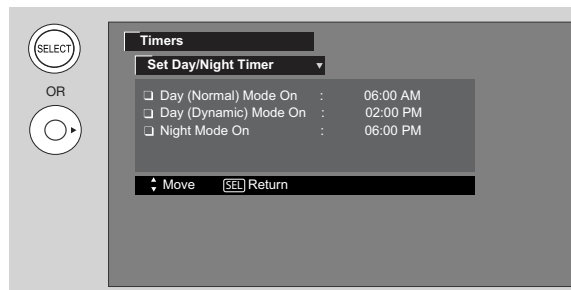 SELECT
OR
Timers
Set Day/Night Timer
Day (Normal) Mode On : 06:00 AM
Day (Dynamic) Mode On : 02:00 PM
Night Mode On : 06:00 PM
Move SEL Return